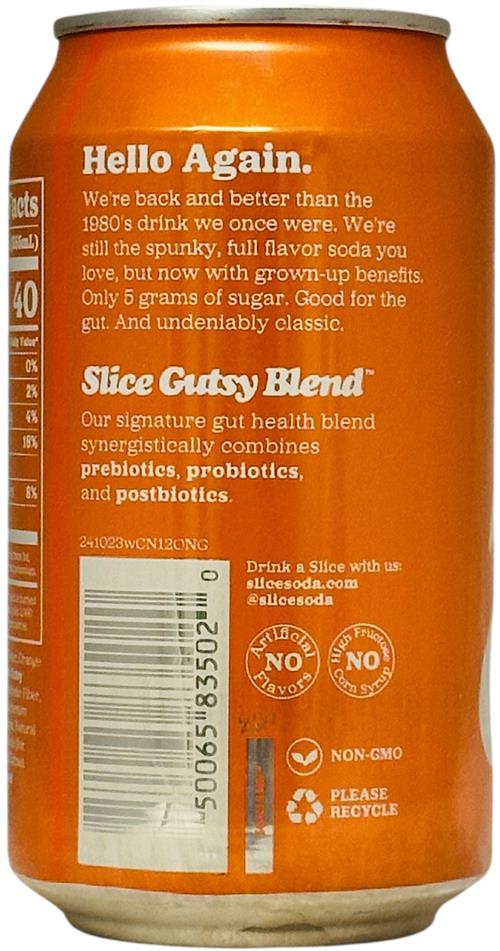 acts
40
0%
2%
4%
18%
8%
Hello Again.
We're back and better than the
1980's drink we once were. We're
still the spunky, full flavor soda you
love, but now with grown-up benefits.
Only 5 grams of sugar. Good for the
gut. And undeniably classic.
Slice Gutsy Blend™
Our signature gut health blend
synergistically combines
prebiotics, probiotics,
and postbiotics.
241023wCN12ONG
50065 83502 0
Drink a Slice with us:
slicesoda.com
@slicesoda
Artificial
NO
Flavors
High Fructose
NO
Corn Syrup
NON-GMO
PLEASE
RECYCLE